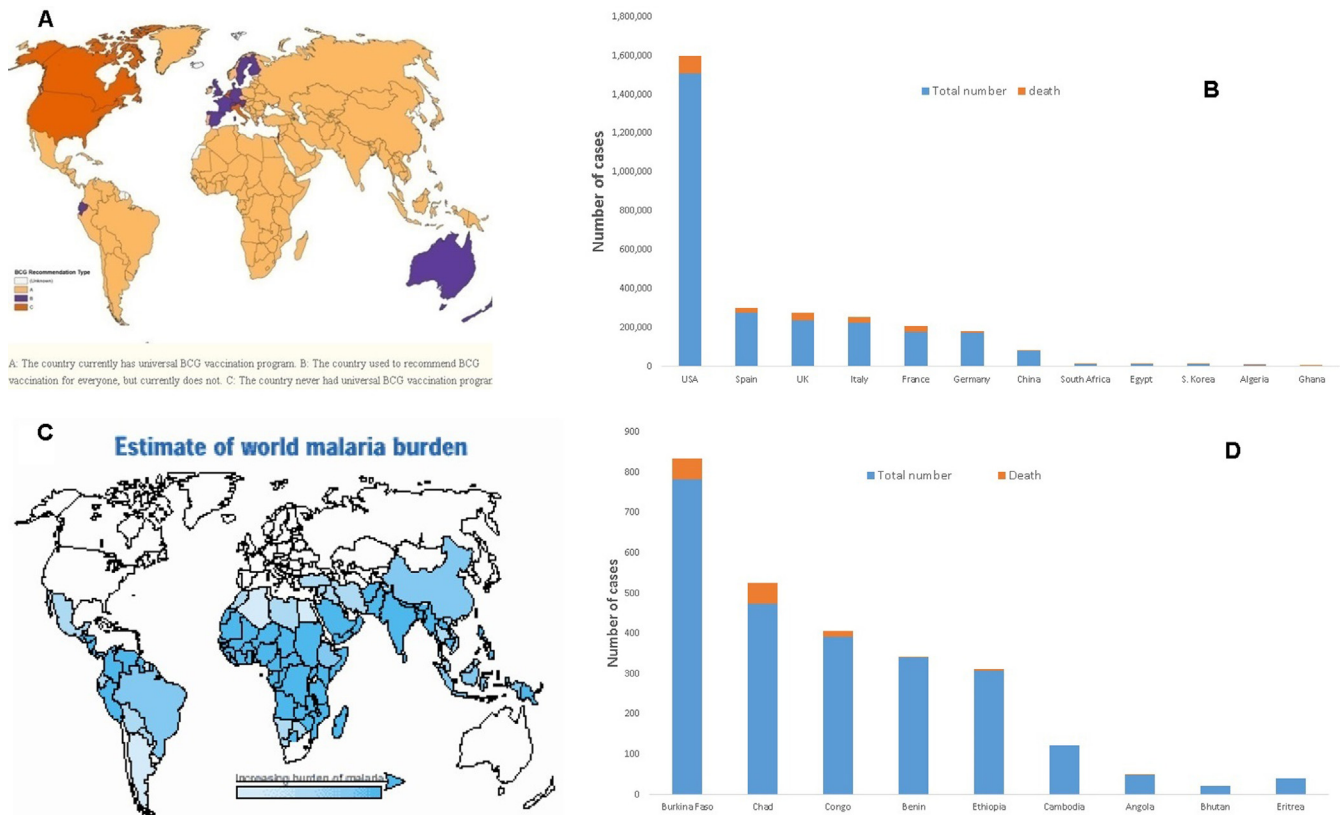 A
BCG Recommendation Type
(Unknown)
A
B
C
A: The country currently has universal BCG vaccination program. B: The country used to recommend BCG
vaccination for everyone, but currently does not. C: The country never had universal BCG vaccination prograr
B
Total number death
Number of cases
1,800,000
1,600,000
1,400,000
1,200,000
1,000,000
800,000
600,000
400,000
200,000
0
USA Spain UK Italy France Germany China South Africa Egypt S. Korea Algeria Ghana
C
Estimate of world malaria burden
Increasing burden of malaria
D
Total number Death
Number of cases
900
800
700
600
500
400
300
200
100
0
Burkina Faso Chad Congo Benin Ethiopia Cambodia Angola Bhutan Eritrea